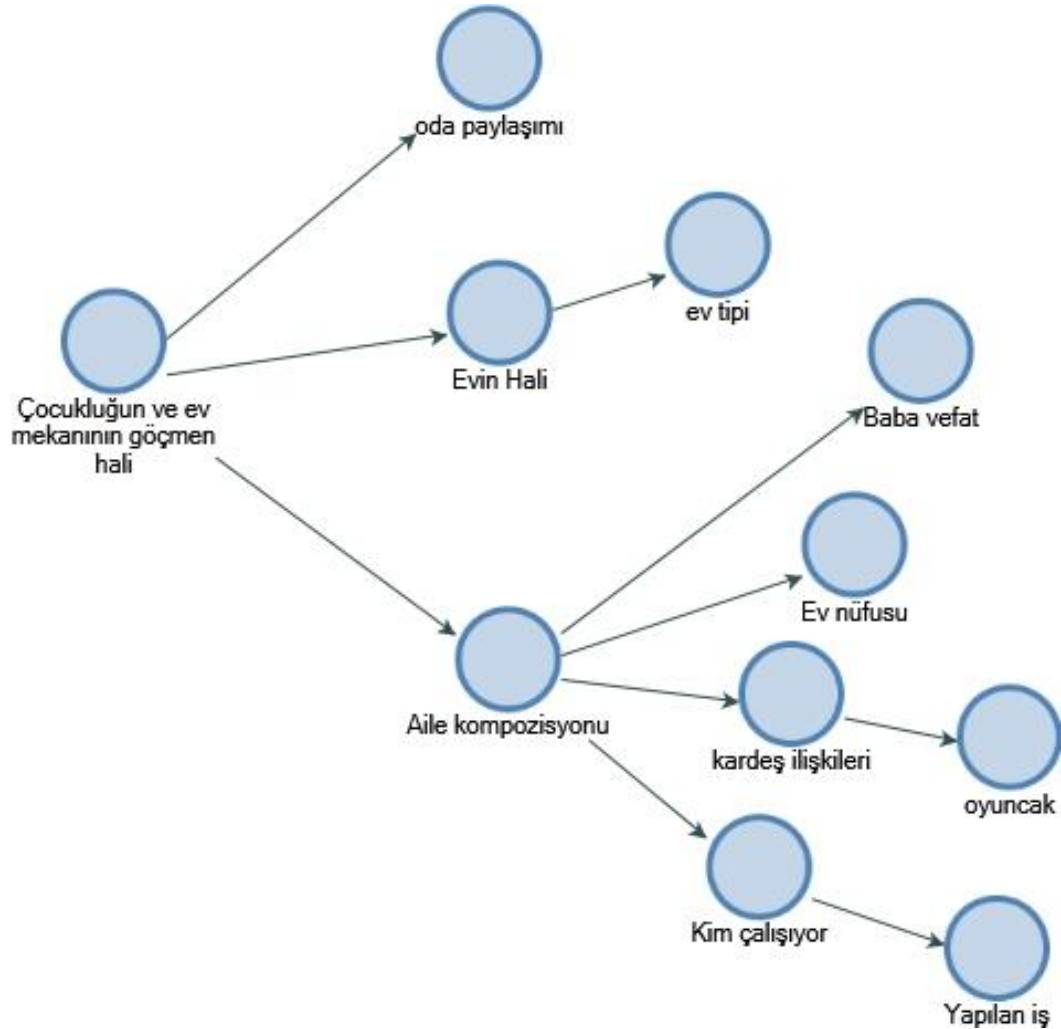 oda paylaşımı
ev tipi
Evin Hali
Çocukluğun ve ev
mekanının göçmen
hali
Baba vefat
Ev nüfusu
Aile kompozisyonu
kardeş ilişkileri
oyuncak
Kim çalışıyor
Yapılan iş